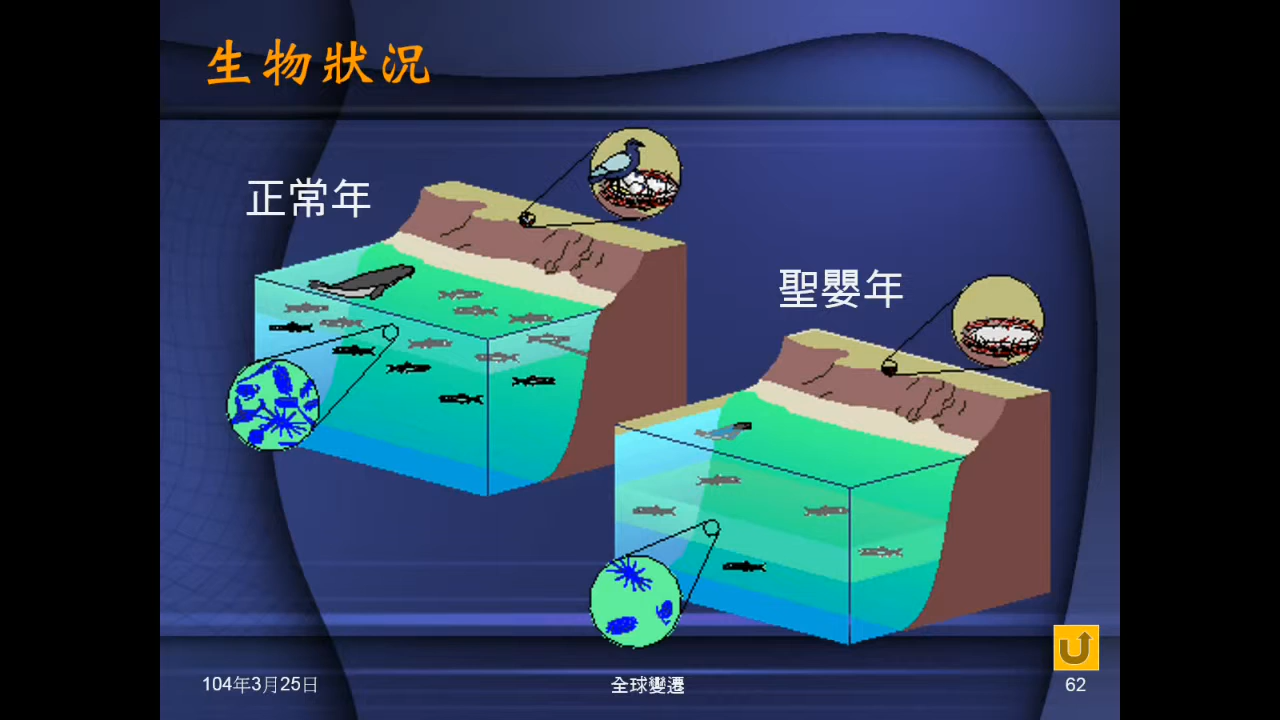 生物狀況
正常年
聖嬰年
104年3月25日
全球變遷
62